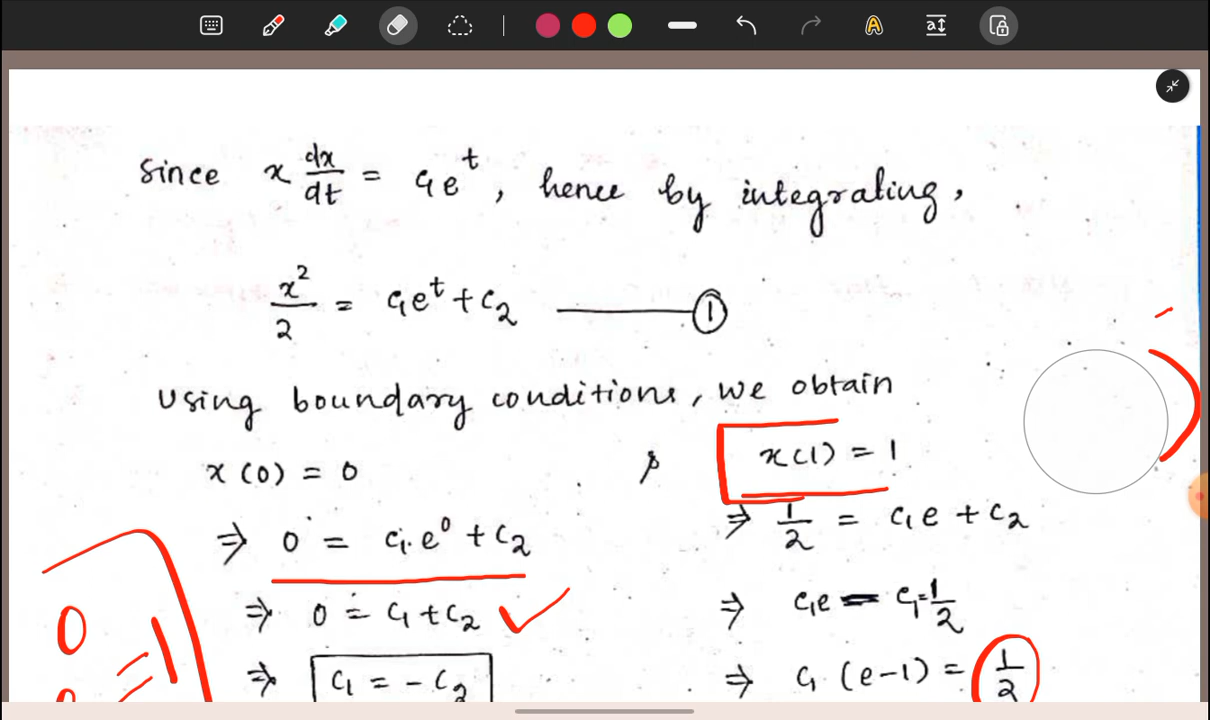 Since x dx/dt = c₁e^t, hence by integrating,
x²/2 = c₁e^t + c₂ ——— ①
Using boundary conditions, we obtain
x(0) = 0
⇒ 0 = c₁.e⁰ + c₂
⇒ 0 = c₁ + c₂ ✓
⇒ c₁ = - c₂
x(1) = 1
⇒ 1/2 = c₁e + c₂
⇒ c₁e - c₁ = 1/2
⇒ c₁ (e-1) = 1/2
0
=1